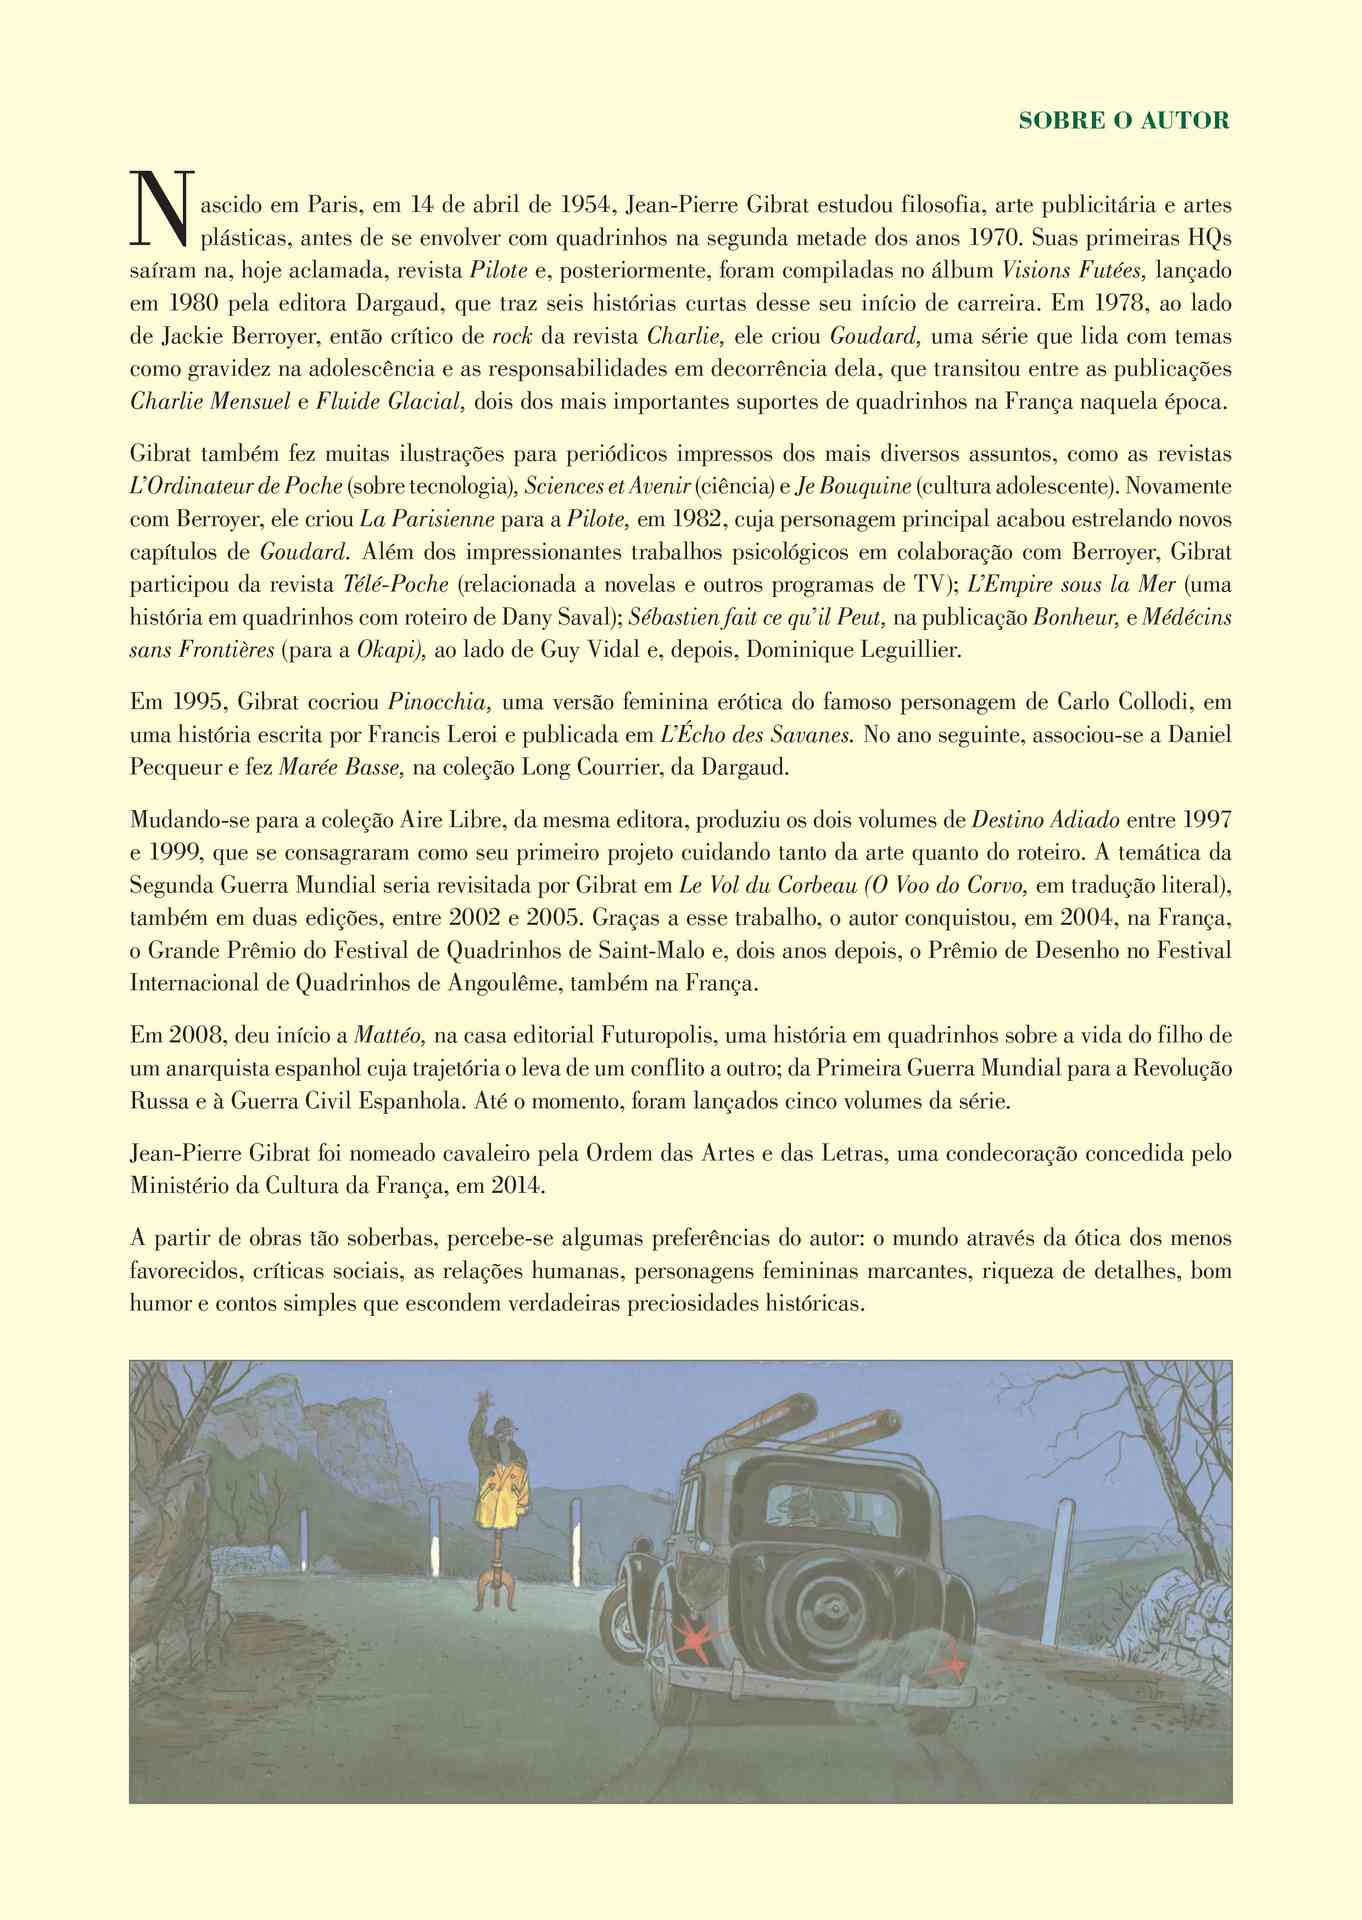 SOBRE O AUTOR
Nascido em Paris, em 14 de abril de 1954, Jean-Pierre Gibrat estudou filosofia, arte publicitária e artes
plásticas, antes de se envolver com quadrinhos na segunda metade dos anos 1970. Suas primeiras HQs
saíram na, hoje aclamada, revista Pilote e, posteriormente, foram compiladas no álbum Visions Futées, lançado
em 1980 pela editora Dargaud, que traz seis histórias curtas desse seu início de carreira. Em 1978, ao lado
de Jackie Berroyer, então crítico de rock da revista Charlie, ele criou Goudard, uma série que lida com temas
como gravidez na adolescência e as responsabilidades em decorrência dela, que transitou entre as publicações
Charlie Mensuel e Fluide Glacial, dois dos mais importantes suportes de quadrinhos na França naquela época.
Gibrat também fez muitas ilustrações para periódicos impressos dos mais diversos assuntos, como as revistas
L’Ordinateur de Poche (sobre tecnologia), Sciences et Avenir (ciência) e Je Bouquine (cultura adolescente). Novamente
com Berroyer, ele criou La Parisienne para a Pilote, em 1982, cuja personagem principal acabou estrelando novos
capítulos de Goudard. Além dos impressionantes trabalhos psicológicos em colaboração com Berroyer, Gibrat
participou da revista Télé-Poche (relacionada a novelas e outros programas de TV); L’Empire sous la Mer (uma
história em quadrinhos com roteiro de Dany Saval); Sébastien fait ce qu’il Peut, na publicação Bonheur, e Médécins
sans Frontières (para a Okapi), ao lado de Guy Vidal e, depois, Dominique Leguillier.
Em 1995, Gibrat cocriou Pinocchia, uma versão feminina erótica do famoso personagem de Carlo Collodi, em
uma história escrita por Francis Leroi e publicada em L’Écho des Savanes. No ano seguinte, associou-se a Daniel
Pecqueur e fez Marée Basse, na coleção Long Courrier, da Dargaud.
Mudando-se para a coleção Aire Libre, da mesma editora, produziu os dois volumes de Destino Adiado entre 1997
e 1999, que se consagraram como seu primeiro projeto cuidando tanto da arte quanto do roteiro. A temática da
Segunda Guerra Mundial seria revisitada por Gibrat em Le Vol du Corbeau (O Voo do Corvo, em tradução literal),
também em duas edições, entre 2002 e 2005. Graças a esse trabalho, o autor conquistou, em 2004, na França,
o Grande Prêmio do Festival de Quadrinhos de Saint-Malo e, dois anos depois, o Prêmio de Desenho no Festival
Internacional de Quadrinhos de Angoulême, também na França.
Em 2008, deu início a Mattéo, na casa editorial Futuropolis, uma história em quadrinhos sobre a vida do filho de
um anarquista espanhol cuja trajetória o leva de um conflito a outro; da Primeira Guerra Mundial para a Revolução
Russa e à Guerra Civil Espanhola. Até o momento, foram lançados cinco volumes da série.
Jean-Pierre Gibrat foi nomeado cavaleiro pela Ordem das Artes e das Letras, uma condecoração concedida pelo
Ministério da Cultura da França, em 2014.
A partir de obras tão soberbas, percebe-se algumas preferências do autor: o mundo através da ótica dos menos
favorecidos, críticas sociais, as relações humanas, personagens femininas marcantes, riqueza de detalhes, bom
humor e contos simples que escondem verdadeiras preciosidades históricas.